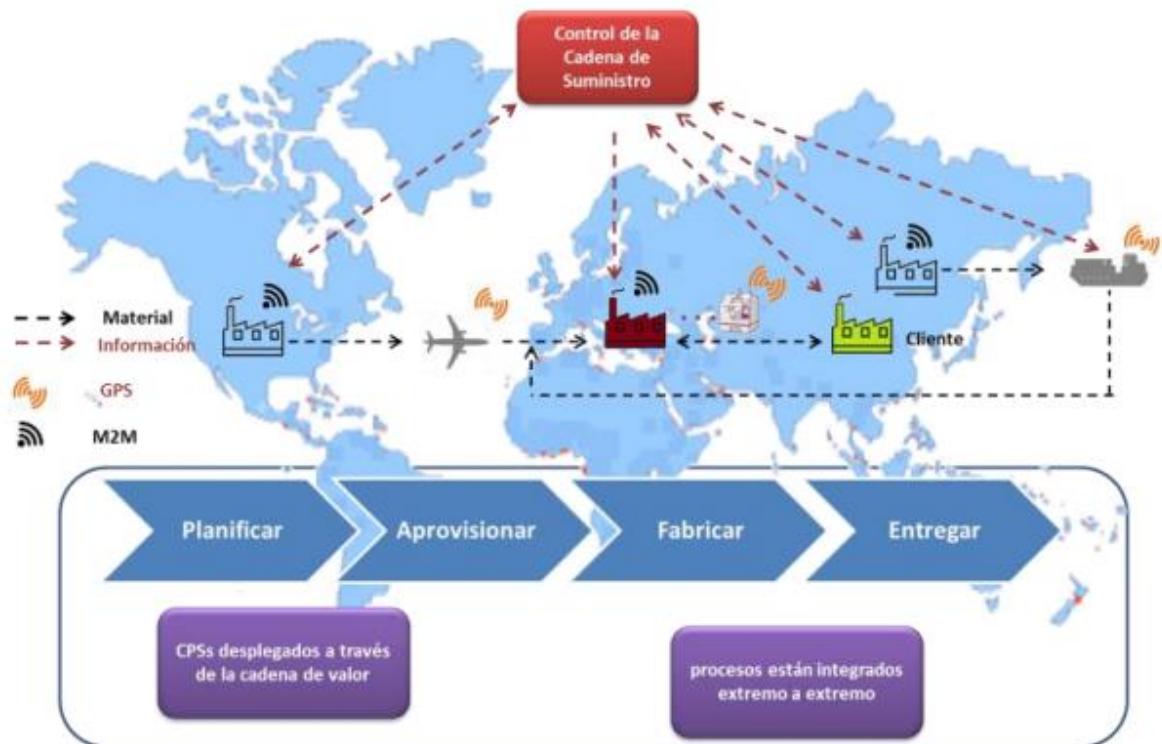 Control de la
Cadena de
Suministro
Material
Información
GPS
M2M
Cliente
Planificar
Aprovisionar
Fabricar
Entregar
CPSs desplegados a través
de la cadena de valor
procesos están integrados
extremo a extremo